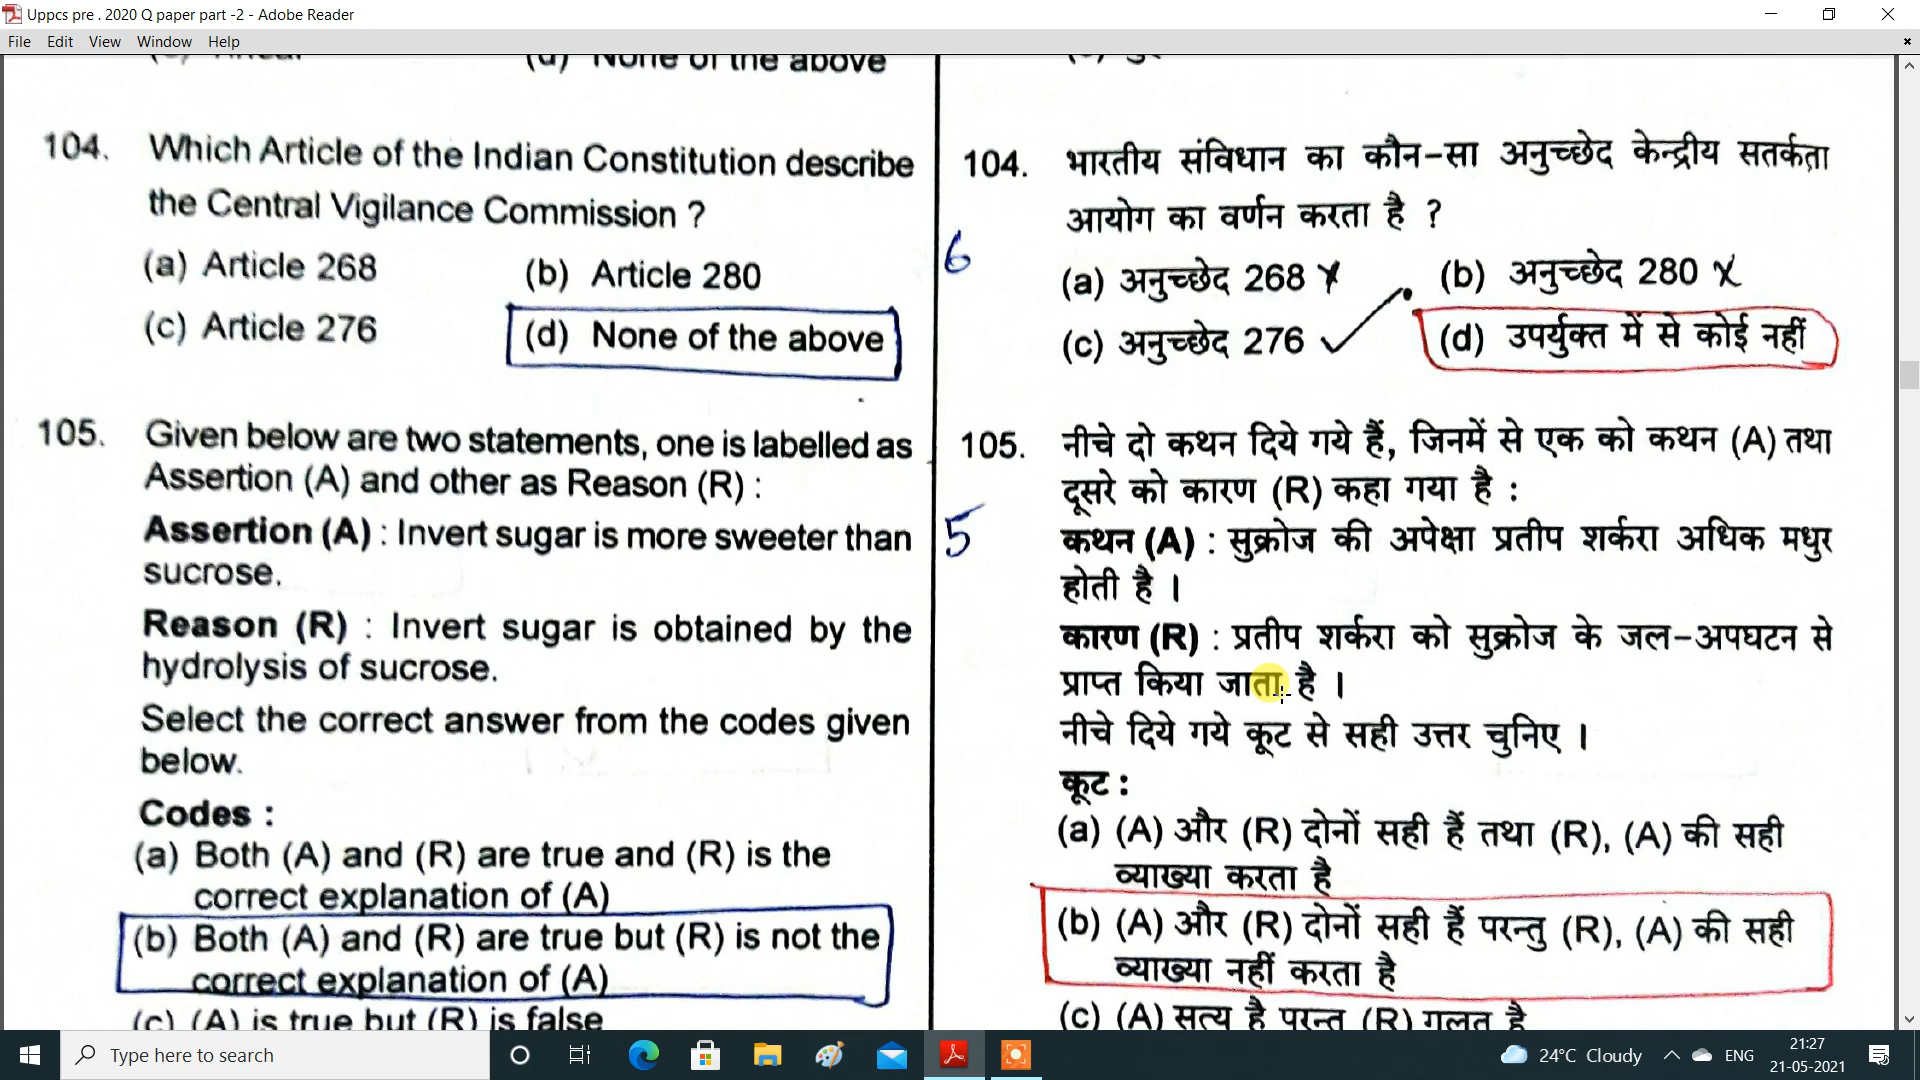 Uppcs pre . 2020 Q paper part -2 - Adobe Reader
File Edit View Window Help
(d) None of the above
104. Which Article of the Indian Constitution describe
the Central Vigilance Commission ?
(a) Article 268 (b) Article 280
(c) Article 276 (d) None of the above
105. Given below are two statements, one is labelled as
Assertion (A) and other as Reason (R) :
Assertion (A) : Invert sugar is more sweeter than
sucrose.
Reason (R) : Invert sugar is obtained by the
hydrolysis of sucrose.
Select the correct answer from the codes given
below.
Codes :
(a) Both (A) and (R) are true and (R) is the
correct explanation of (A)
(b) Both (A) and (R) are true but (R) is not the
correct explanation of (A)
(c) (A) is true but (R) is false
6
5
104. भारतीय संविधान का कौन-सा अनुच्छेद केन्द्रीय सतर्कता
आयोग का वर्णन करता है ?
(a) अनुच्छेद 268 (b) अनुच्छेद 280
(c) अनुच्छेद 276 (d) उपर्युक्त में से कोई नहीं
105. नीचे दो कथन दिये गये हैं, जिनमें से एक को कथन (A) तथा
दूसरे को कारण (R) कहा गया है :
कथन (A) : सुक्रोज की अपेक्षा प्रतीप शर्करा अधिक मधुर
होती है ।
कारण (R) : प्रतीप शर्करा को सुक्रोज के जल-अपघटन से
प्राप्त किया जाता है ।
नीचे दिये गये कूट से सही उत्तर चुनिए ।
कूट :
(a) (A) और (R) दोनों सही हैं तथा (R), (A) की सही
व्याख्या करता है
(b) (A) और (R) दोनों सही हैं परन्तु (R), (A) की सही
व्याख्या नहीं करता है
(c) (A) सत्य है परन्तु (R) गलत है
Type here to search
24°C Cloudy
ENG
21:27
21-05-2021